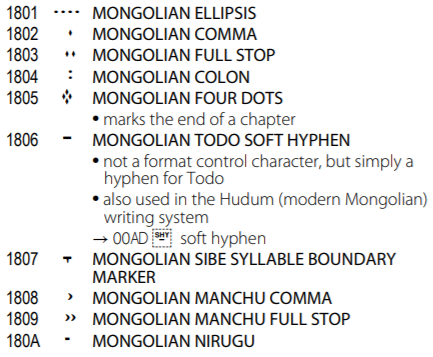 1801 ᠁ MONGOLIAN ELLIPSIS
1802 ᠂ MONGOLIAN COMMA
1803 ᠃ MONGOLIAN FULL STOP
1804 ᠄ MONGOLIAN COLON
1805 ᠅ MONGOLIAN FOUR DOTS
• marks the end of a chapter
1806 ᠆ MONGOLIAN TODO SOFT HYPHEN
• not a format control character, but simply a
hyphen for Todo
• also used in the Hudum (modern Mongolian)
writing system
→ 00AD SHY soft hyphen
1807 ᠇ MONGOLIAN SIBE SYLLABLE BOUNDARY
MARKER
1808 ᠈ MONGOLIAN MANCHU COMMA
1809 ᠉ MONGOLIAN MANCHU FULL STOP
180A ᠊ MONGOLIAN NIRUGU